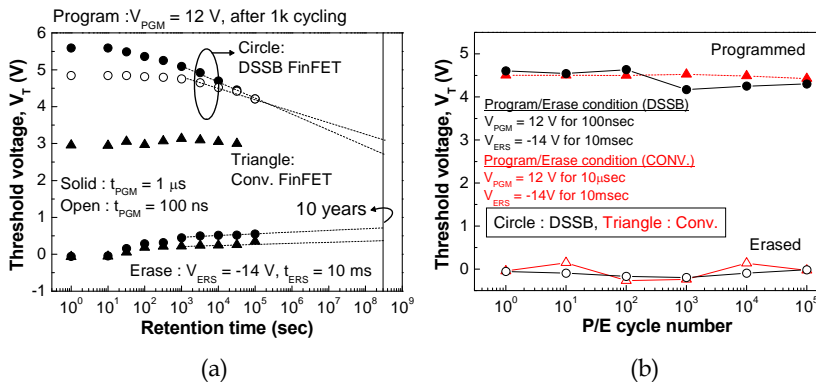 Program :V_PGM = 12 V, after 1k cycling
(a)
Threshold voltage, V_T (V)
6
5
4
3
2
1
0
-1
Circle:
DSSB FinFET
Triangle:
Conv. FinFET
Solid : t_PGM = 1 μs
Open : t_PGM = 100 ns
10 years
Erase : V_ERS = -14 V, t_ERS = 10 ms
10^0 10^1 10^2 10^3 10^4 10^5 10^6 10^7 10^8 10^9
Retention time (sec)
(a)
(b)
Threshold voltage, V_T (V)
5
4
3
2
1
0
Programmed
Program/Erase condition (DSSB)
V_PGM = 12 V for 100nsec
V_ERS = -14 V for 10msec
Program/Erase condition (CONV.)
V_PGM = 12 V for 10μsec
V_ERS = -14V for 10msec
Circle : DSSB, Triangle : Conv.
Erased
10^0 10^1 10^2 10^3 10^4 10^5
P/E cycle number
(b)